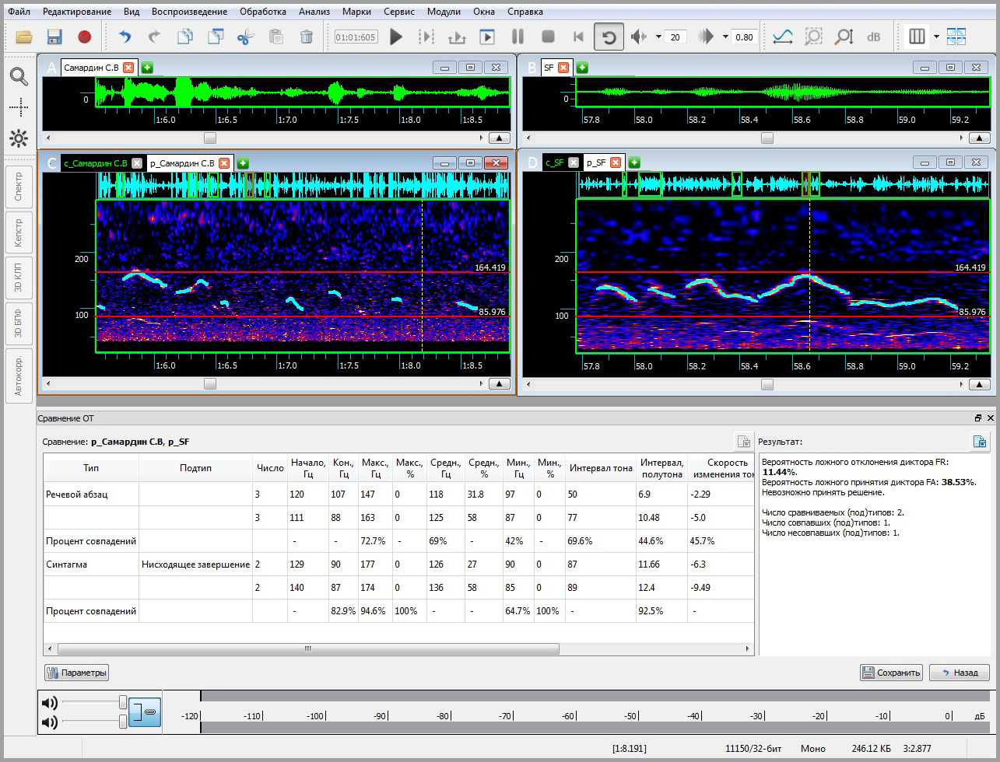 Файл Редактирование Вид Воспроизведение Обработка Анализ Марки Сервис Модули Окна Справка
01:01:605 20 0.80 dB
A Самардин С.В
0
1:6.0 1:6.5 1:7.0 1:7.5 1:8.0 1:8.5
B SF
0
57.8 58.0 58.2 58.4 58.6 58.8 59.0 59.2
C с_Самардин С.В р_Самардин С.В
200
100
164.419
85.976
1:6.0 1:6.5 1:7.0 1:7.5 1:8.0 1:8.5
D с_SF р_SF
200
100
164.419
85.976
57.8 58.0 58.2 58.4 58.6 58.8 59.0 59.2
Спектр
Кепстр
3D КЛП
3D БПФ
Автокорр.
Сравнение ОТ
Сравнение: р_Самардин С.В, р_SF
Тип Подтип Число Начало, Гц Кон., Гц Макс., Гц Макс., % Средн., Гц Средн., % Мин., Гц Мин., % Интервал тона Интервал, полутона Скорость изменения тон
Речевой абзац 3 120 107 147 0 118 31.8 97 0 50 6.9 -2.29
3 111 88 163 0 125 58 87 0 77 10.48 -5.0
Процент совпадений - - 72.7% - 69% - 42% - 69.6% 44.6% 45.7%
Синтагма Нисходящее завершение 2 129 90 177 0 126 27 90 0 87 11.66 -6.3
2 140 87 174 0 136 58 85 0 89 12.4 -9.49
Процент совпадений - 82.9% 94.6% 100% - - 64.7% 100% - 92.5% -
Результат:
Вероятность ложного отклонения диктора FR:
11.44%.
Вероятность ложного принятия диктора FA: 38.53%.
Невозможно принять решение.
Число сравниваемых (под)типов: 2.
Число совпавших (под)типов: 1.
Число несовпавших (под)типов: 1.
Параметры
Сохранить Назад
-120 -110 -100 -90 -80 -70 -60 -50 -40 -30 -20 -10 0 дБ
[1:8.191] 11150/32-бит Моно 246.12 КБ 3:2.877